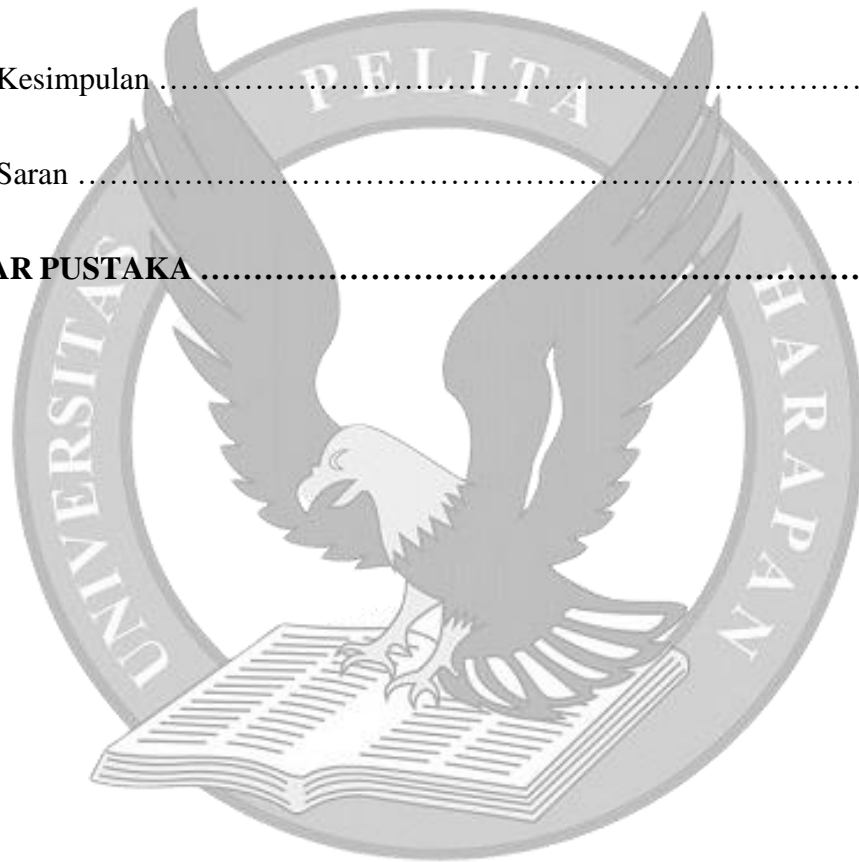 Kesimpulan ……………………………………………………………
Saran ……………………………………………………………………
AR PUSTAKA ………………………………………………………
UNIVERSITAS PELITA HARAPAN